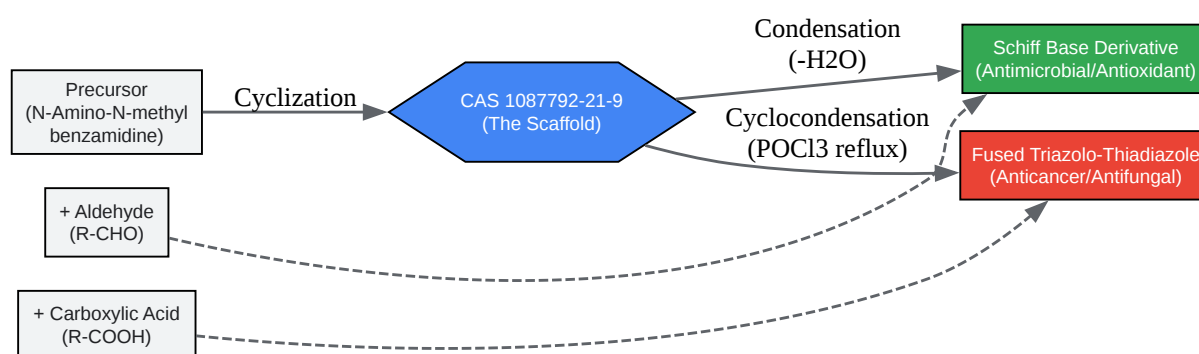 Precursor
(N-Amino-N-methyl
benzamidine)
Cyclization
CAS 1087792-21-9
(The Scaffold)
Condensation
(-H2O)
Cyclocondensation
(POCl3 reflux)
Schiff Base Derivative
(Antimicrobial/Antioxidant)
Fused Triazolo-Thiadiazole
(Anticancer/Antifungal)
+ Aldehyde
(R-CHO)
+ Carboxylic Acid
(R-COOH)